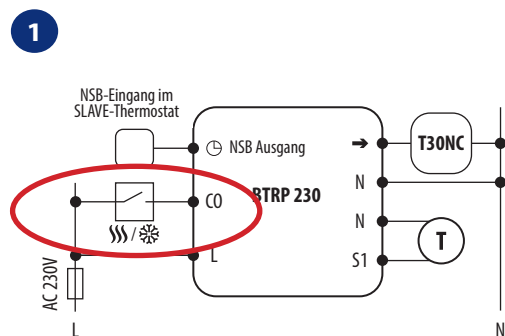 1
NSB-Eingang im
SLAVE-Thermostat
NSB Ausgang
T30NC
N
CO
BTRP 230
/
N
T
L
S1
AC 230V
L
N